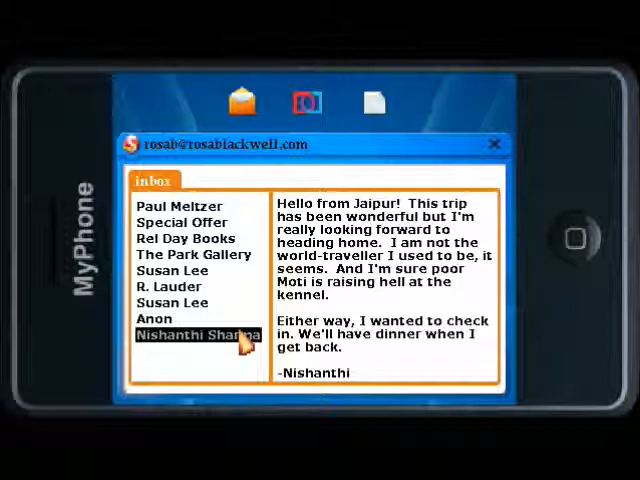 rosab@rosablackwell.com
inbox
Paul Meltzer
Special Offer
Rel Day Books
The Park Gallery
Susan Lee
R. Lauder
Susan Lee
Anon
Nishanthi Sharma
Hello from Jaipur! This trip
has been wonderful but I'm
really looking forward to
heading home. I am not the
world-traveller I used to be, it
seems. And I'm sure poor
Moti is raising hell at the
kennel.
Either way, I wanted to check
in. We'll have dinner when I
get back.
-Nishanthi
MyPhone